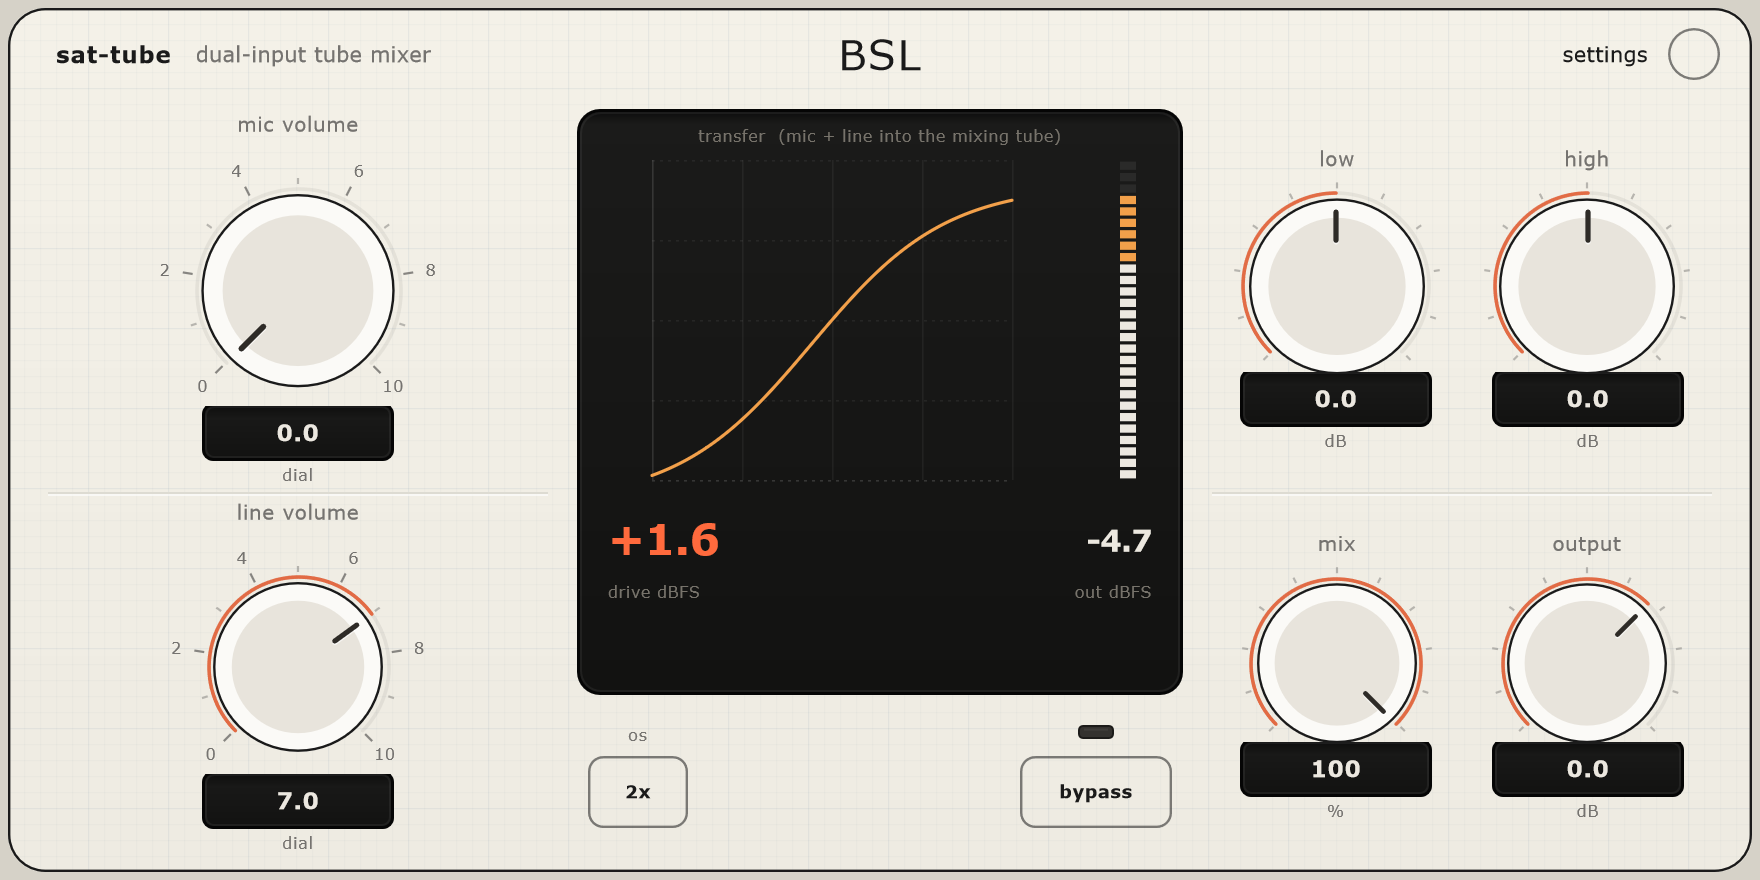 sat-tube dual-input tube mixer
BSL
settings
mic volume
4 6
2 8
0 10
0.0
dial
line volume
4 6
2 8
0 10
7.0
dial
transfer (mic + line into the mixing tube)
+1.6
drive dBFS
-4.7
out dBFS
os
2x
bypass
low
0.0
dB
high
0.0
dB
mix
100
%
output
0.0
dB